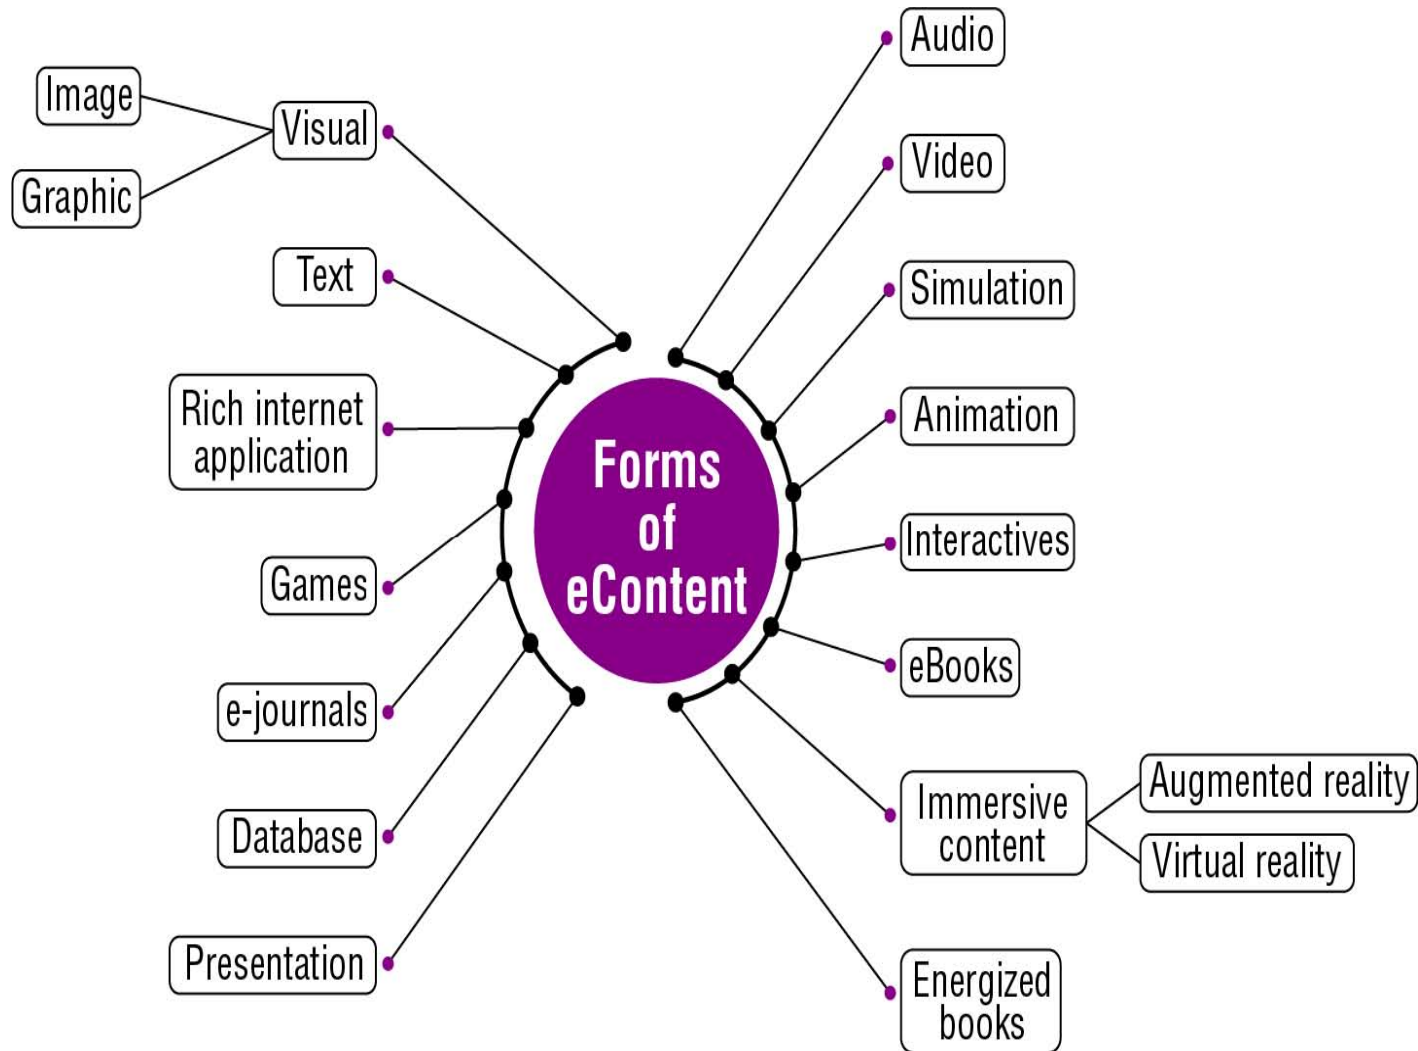 Forms
of
eContent
Image
Graphic
Visual
Text
Rich internet
application
Games
e-journals
Database
Presentation
Audio
Video
Simulation
Animation
Interactives
eBooks
Immersive
content
Augmented reality
Virtual reality
Energized
books